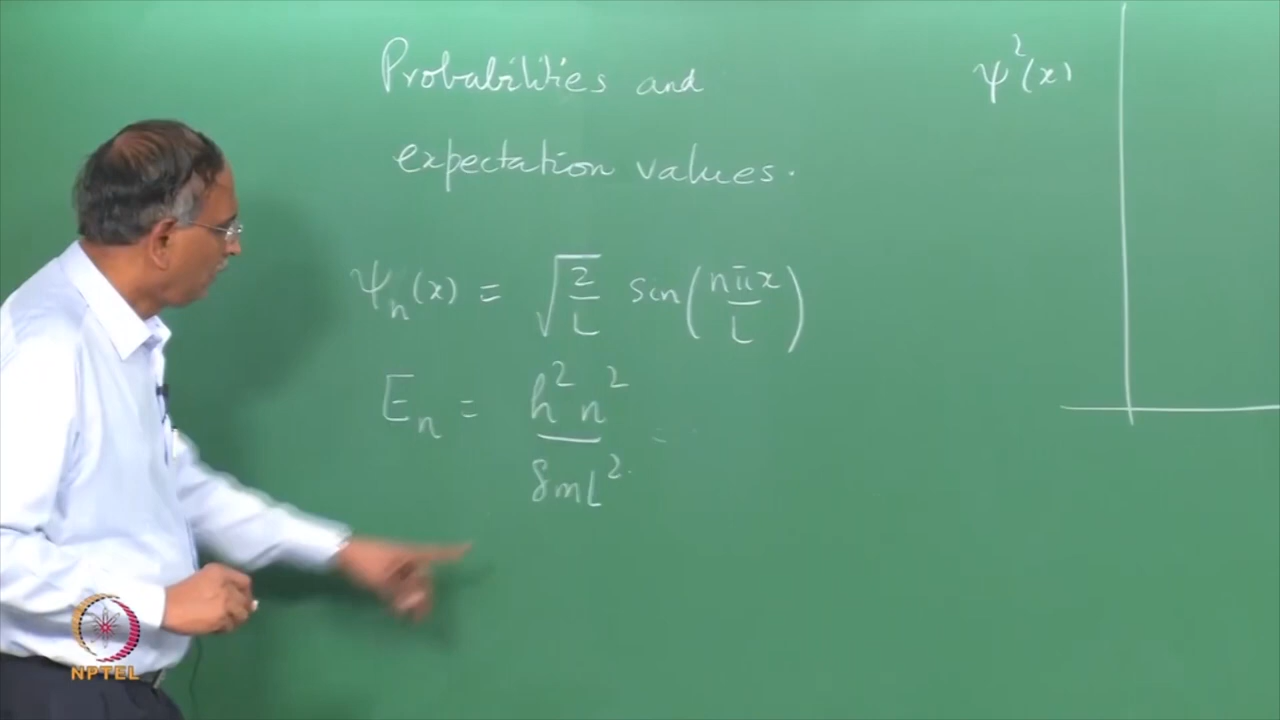 Probabilities and
expectation values.
ψₙ(x) = √(2/L) sin(nπx/L)
Eₙ = h²n²/8mL²
ψ²(x)
NPTEL